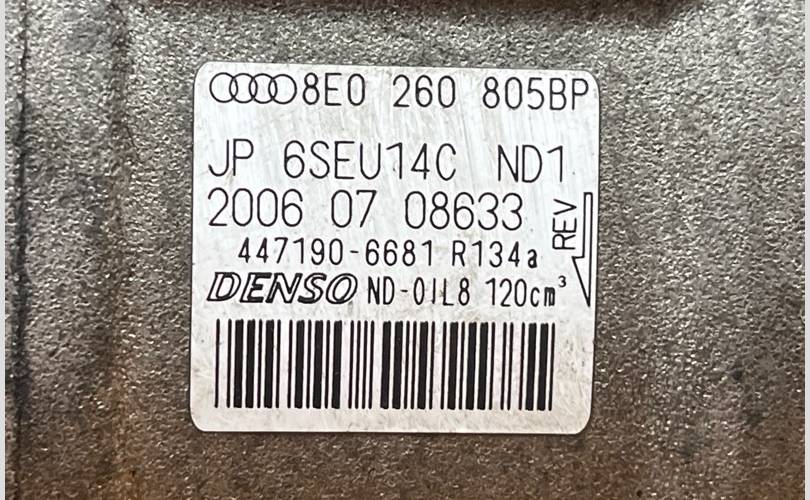 8E0 260 805BP
JP 6SEU14C ND1
2006 07 08633
447190-6681 R134a
REV
DENSO ND-OIL8 120cm³